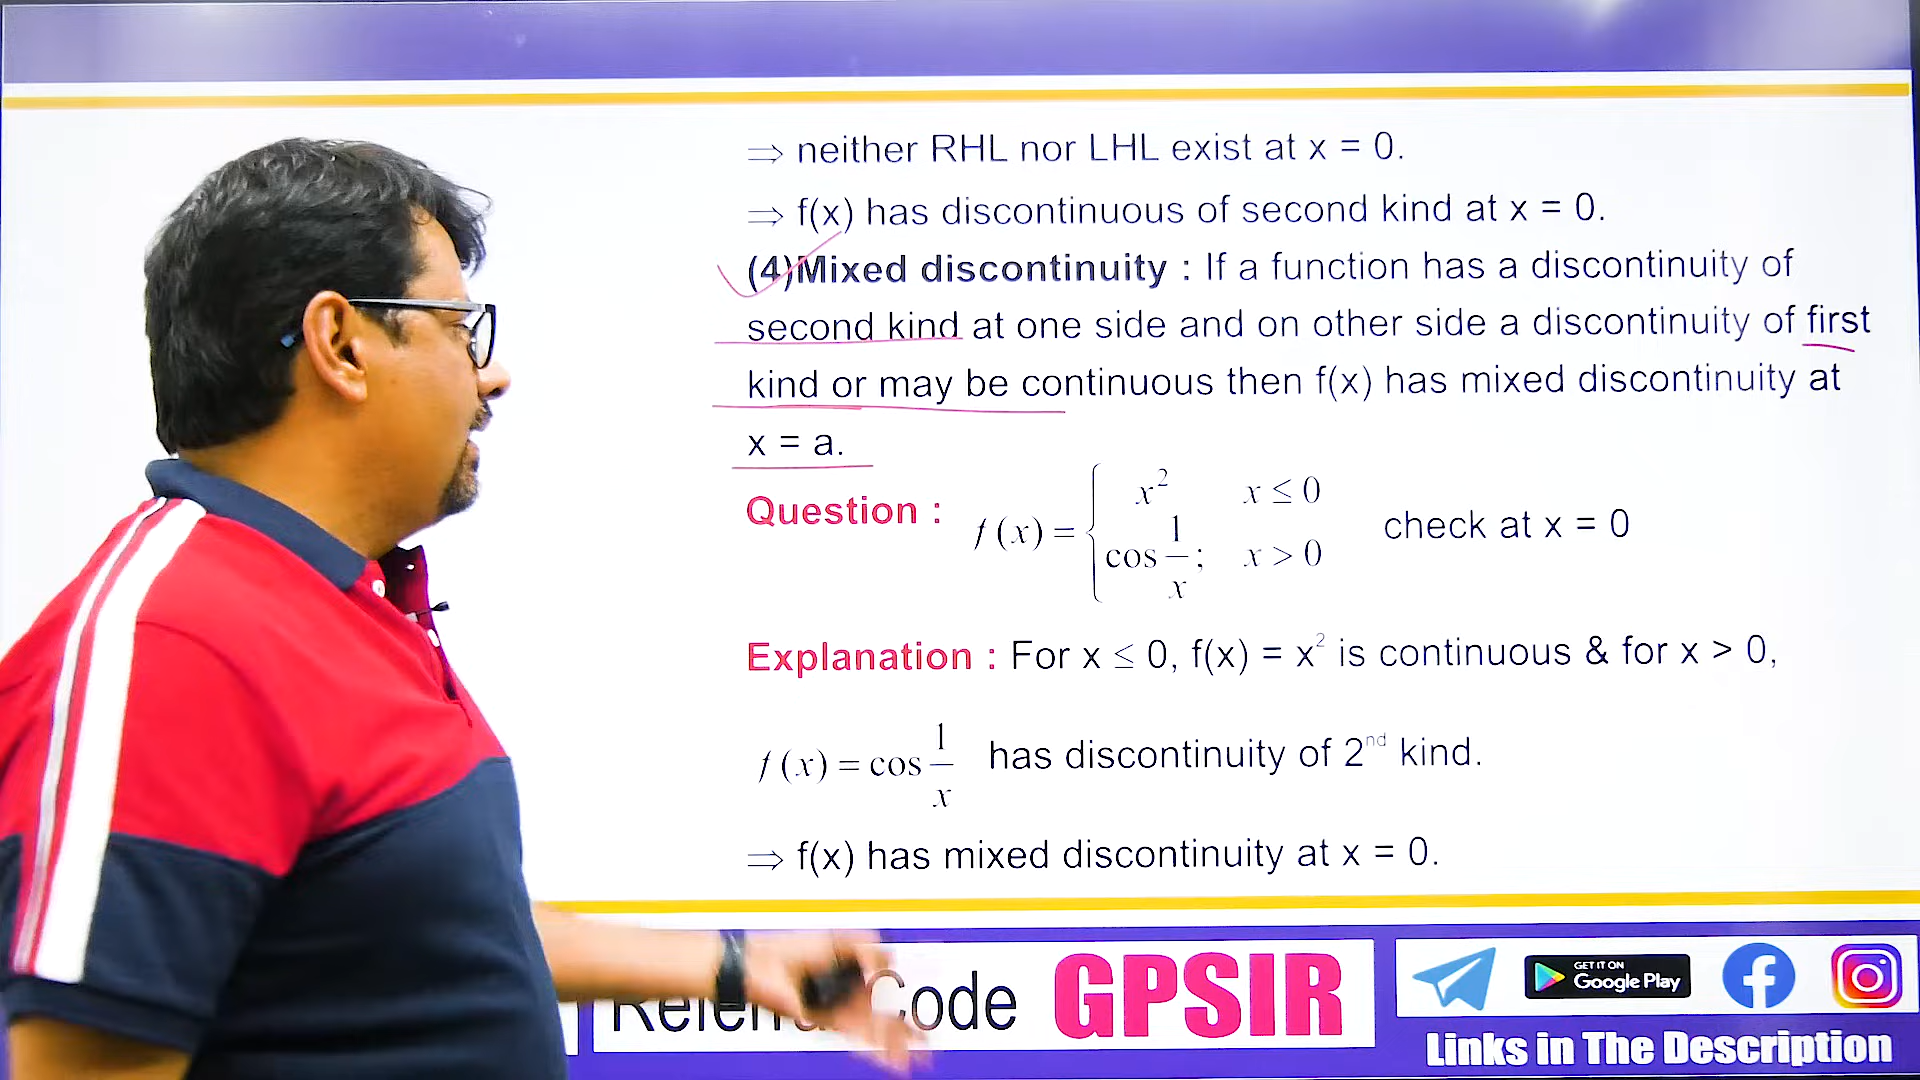 ⇒ neither RHL nor LHL exist at x = 0.
⇒ f(x) has discontinuous of second kind at x = 0.
(4)Mixed discontinuity : If a function has a discontinuity of
second kind at one side and on other side a discontinuity of first
kind or may be continuous then f(x) has mixed discontinuity at
x = a.
Question : f(x) = { x² x ≤ 0 check at x = 0
cos 1/x; x > 0
Explanation : For x ≤ 0, f(x) = x² is continuous & for x > 0,
f(x) = cos 1/x has discontinuity of 2nd kind.
⇒ f(x) has mixed discontinuity at x = 0.
Code GPSIR
GET IT ON
Google Play
Links in The Description